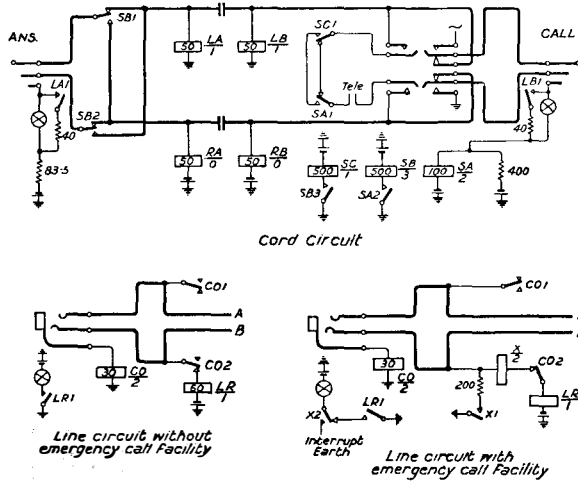 ANS.
SB1
LA/1
50
LB/1
50
SC1
SA1
Tele
CALL
LA1
SB2
40
83·5
LB1
40
RA/0
50
RB/0
50
SC/1
500
SB/3
500
SA/2
100
400
SB3
SA2
Cord Circuit
CO1
A
B
30
CO/2
CO2
LR1
60
LR/1
Line circuit without
emergency call Facility
CO1
A
30
CO/2
X/2
CO2
200
X2
LR1
X1
LR/1
Interrupt
Earth
Line circuit with
emergency call Facility